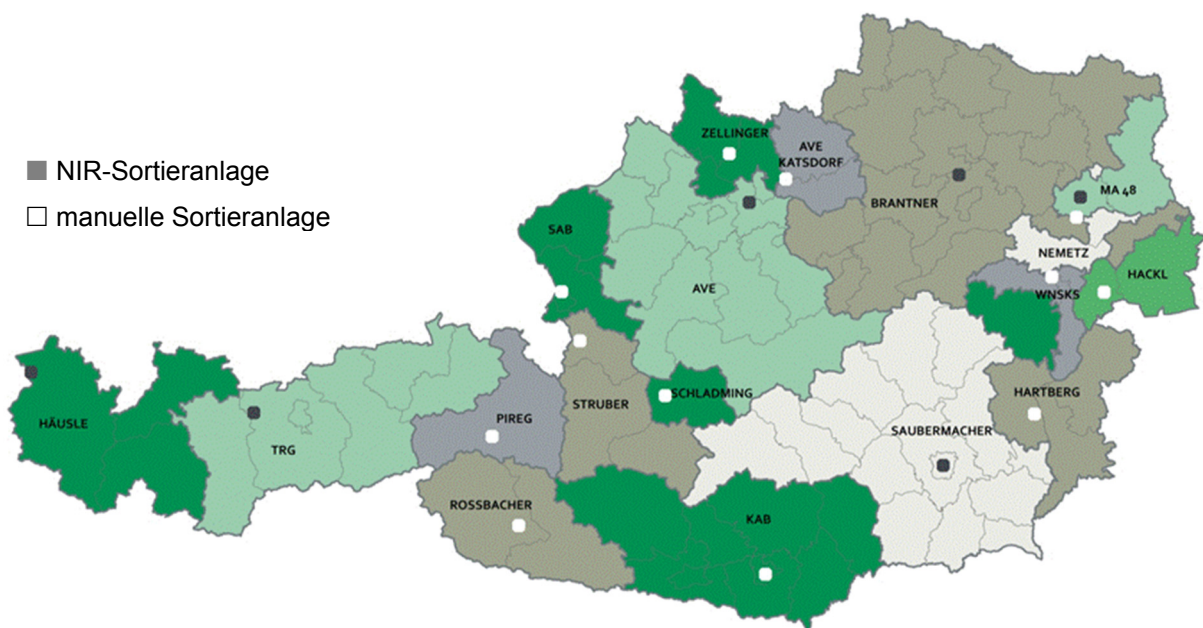 NIR-Sortieranlage
manuelle Sortieranlage
ZELLINGER
AVE
KATSDORF
BRANTNER
MA 48
SAB
AVE
NEMETZ
HACKL
WNSKS
HÄUSLE
TRG
PIREG
STRUBER
SCHLADMING
HARTBERG
SAUBERMACHER
ROSSBACHER
KAB